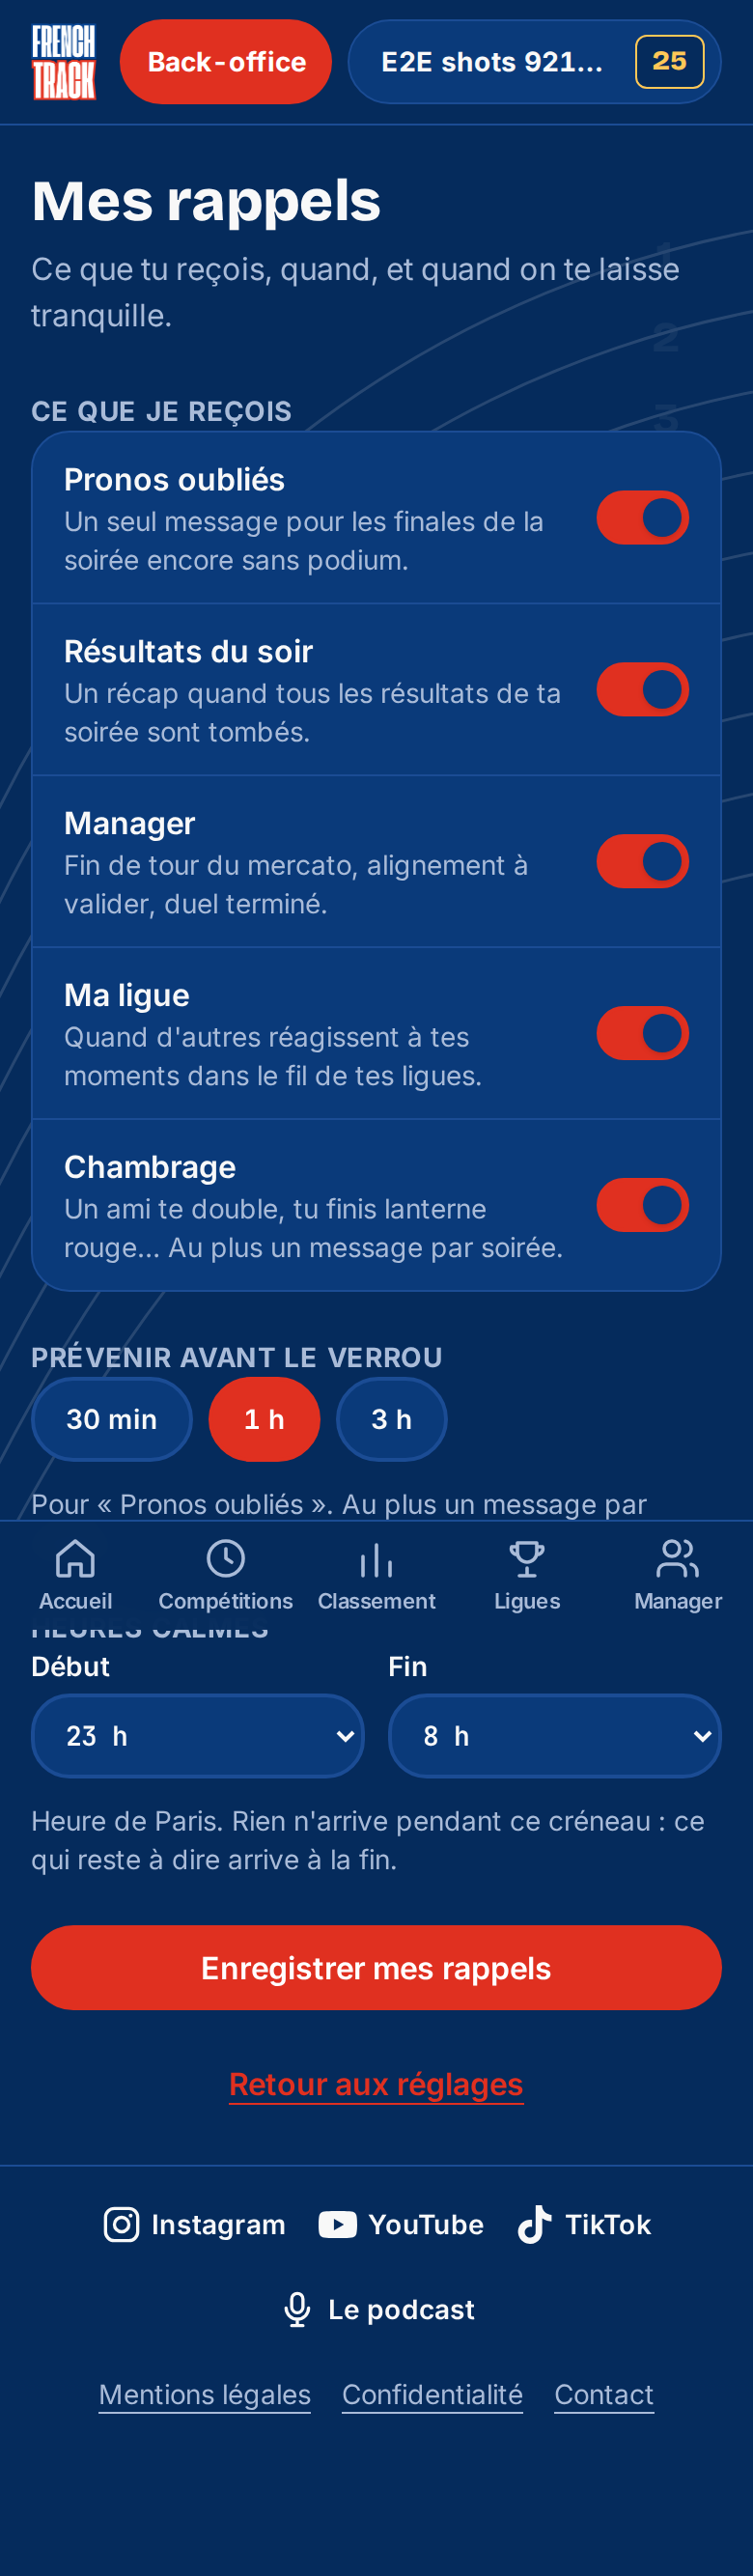 FRENCH
TRACK
Back-office
E2E shots 921...
25
Mes rappels
1
Ce que tu reçois, quand, et quand on te laisse
tranquille.
2
3
CE QUE JE REÇOIS
Pronos oubliés
Un seul message pour les finales de la
soirée encore sans podium.
Résultats du soir
Un récap quand tous les résultats de ta
soirée sont tombés.
Manager
Fin de tour du mercato, alignement à
valider, duel terminé.
Ma ligue
Quand d'autres réagissent à tes
moments dans le fil de tes ligues.
Chambrage
Un ami te double, tu finis lanterne
rouge... Au plus un message par soirée.
PRÉVENIR AVANT LE VERROU
30 min
1 h
3 h
Pour « Pronos oubliés ». Au plus un message par
Accueil
Compétitions
Classement
Ligues
Manager
HEURES CALMES
Début
Fin
23 h
8 h
Heure de Paris. Rien n'arrive pendant ce créneau : ce
qui reste à dire arrive à la fin.
Enregistrer mes rappels
Retour aux réglages
Instagram
YouTube
TikTok
Le podcast
Mentions légales
Confidentialité
Contact